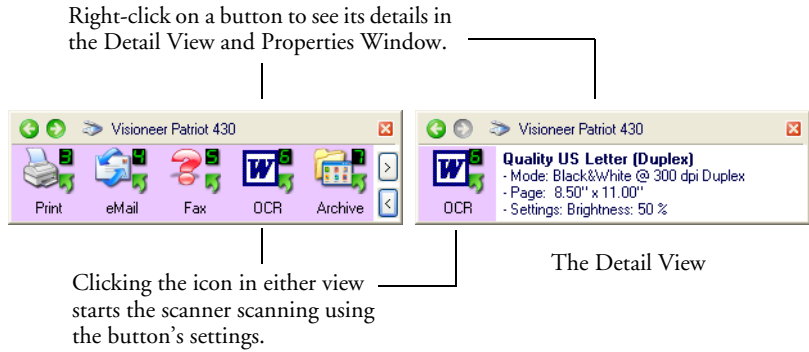 Right-click on a button to see its details in
the Detail View and Properties Window.
Visioneer Patriot 430
3 4 5 W 6 7
Print eMail Fax OCR Archive
Visioneer Patriot 430
W 6
OCR
Quality US Letter (Duplex)
- Mode: Black&White @ 300 dpi Duplex
- Page: 8.50" x 11.00"
- Settings: Brightness: 50 %
Clicking the icon in either view
starts the scanner scanning using
the button's settings.
The Detail View